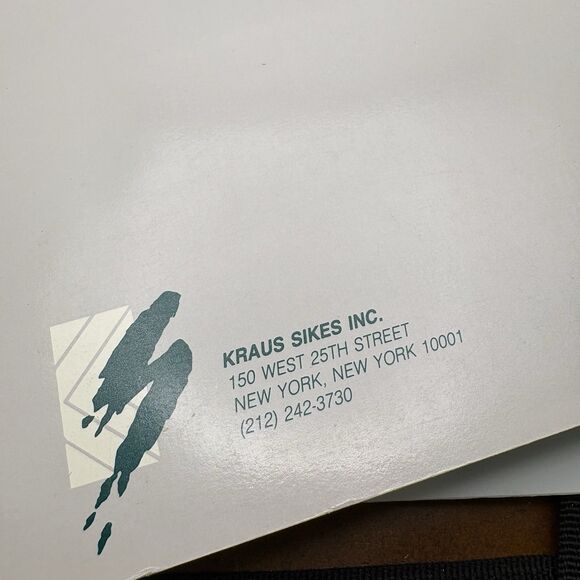 KRAUS SIKES INC.
150 WEST 25TH STREET
NEW YORK, NEW YORK 10001
(212) 242-3730